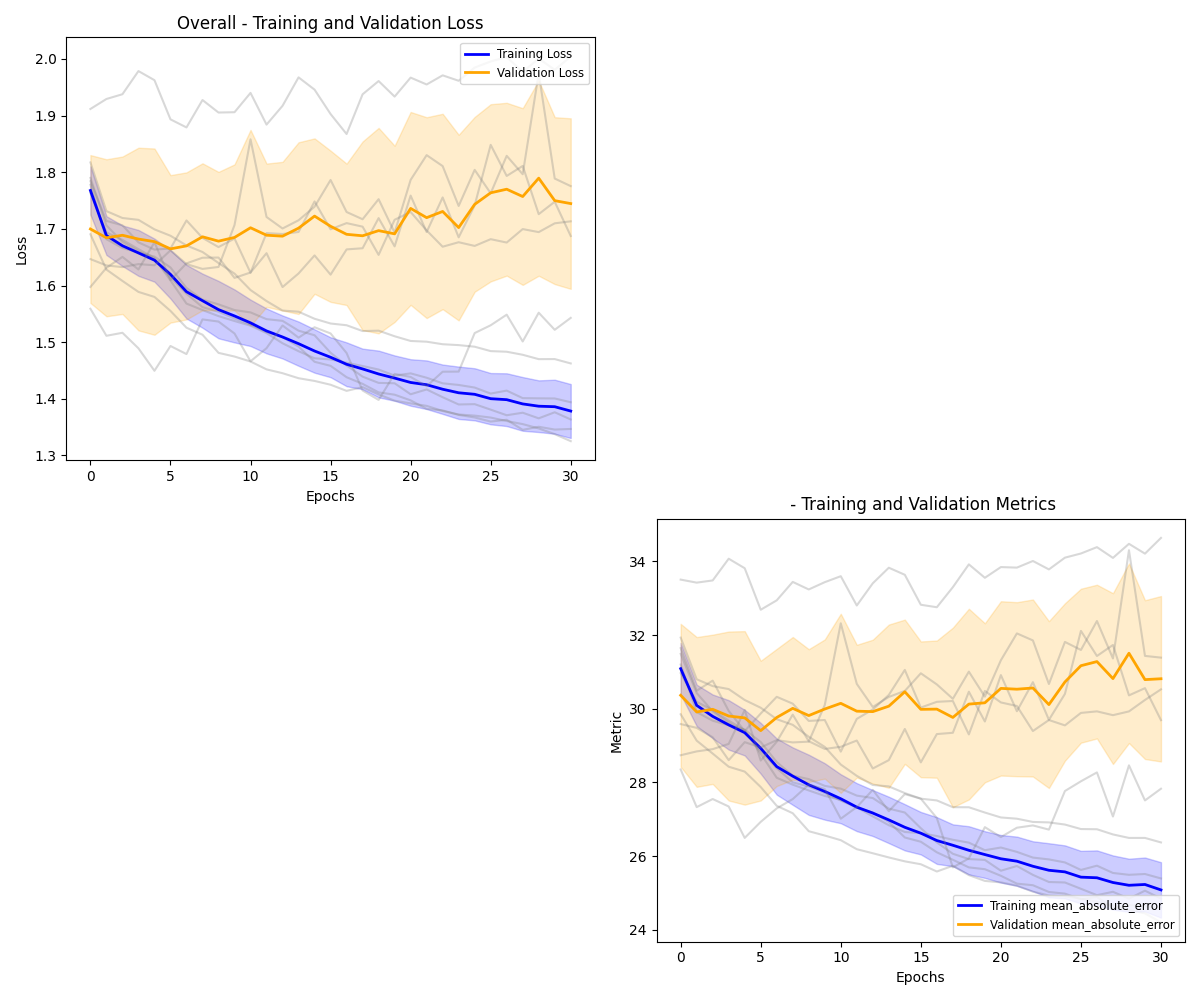 Overall - Training and Validation Loss
Training Loss
Validation Loss
2.0
1.9
1.8
1.7
1.6
1.5
1.4
1.3
Loss
0 5 10 15 20 25 30
Epochs
- Training and Validation Metrics
34
32
30
28
26
24
Metric
Training mean_absolute_error
Validation mean_absolute_error
0 5 10 15 20 25 30
Epochs